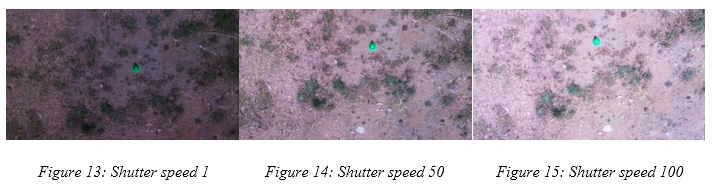 Figure 13: Shutter speed 1
Figure 14: Shutter speed 50
Figure 15: Shutter speed 100